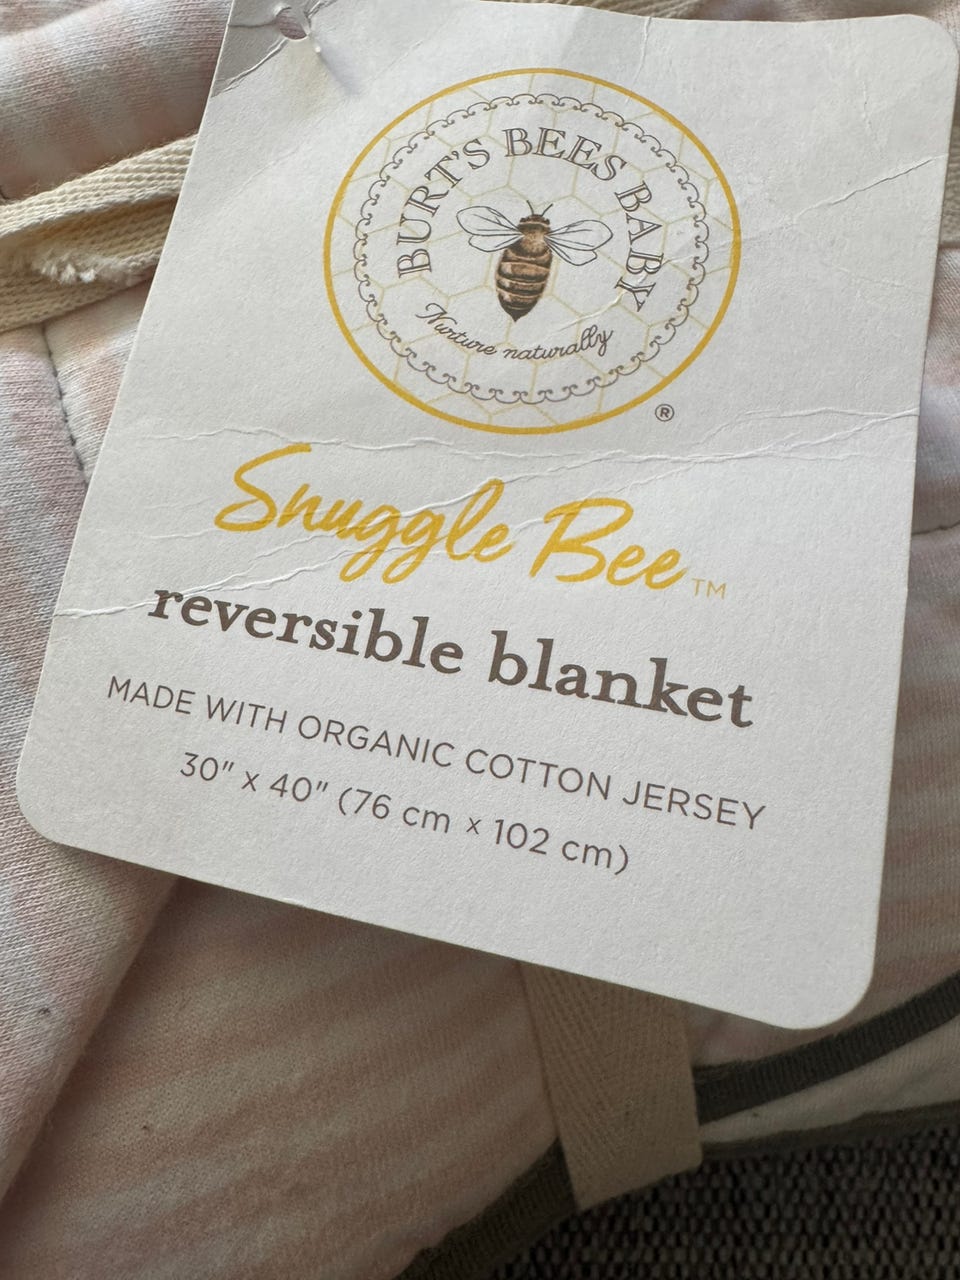 BURT'S BEES BABY
Nurture naturally
®
Snuggle Bee™
reversible blanket
MADE WITH ORGANIC COTTON JERSEY
30" x 40" (76 cm x 102 cm)